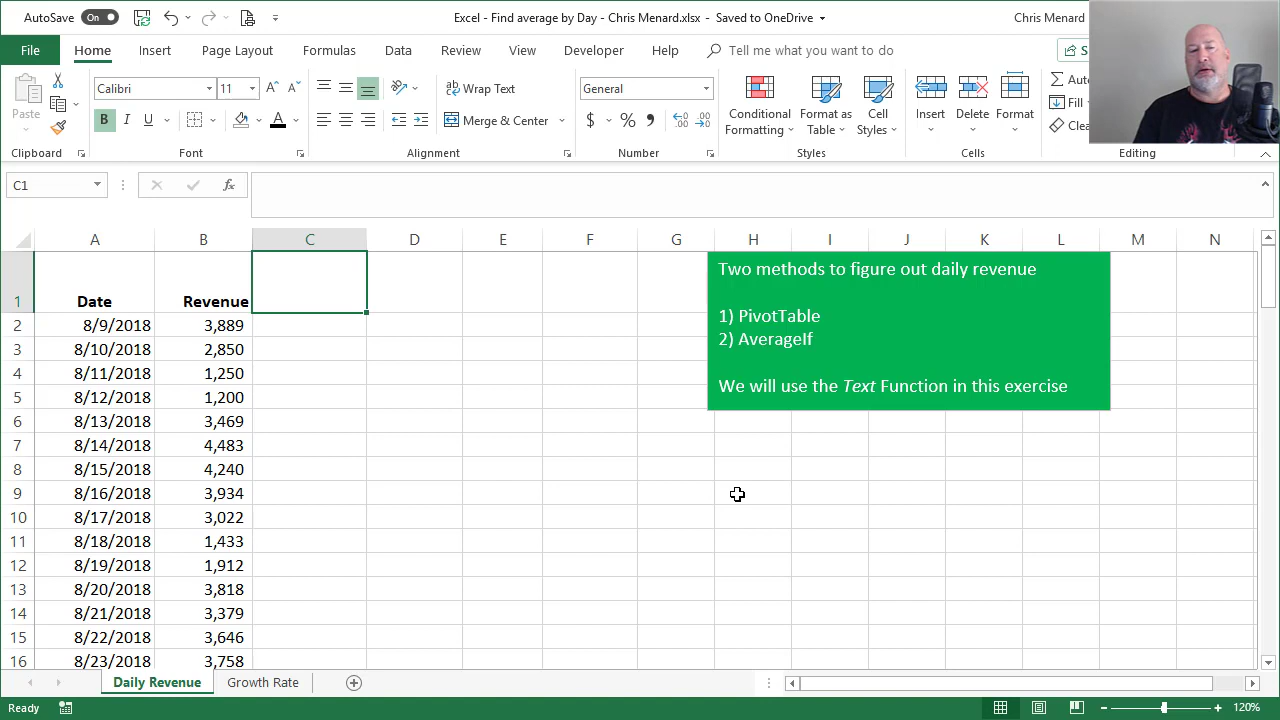 AutoSave On Excel - Find average by Day - Chris Menard.xlsx - Saved to OneDrive Chris Menard
File Home Insert Draw Page Layout Formulas Data Review View Developer Help Tell me what you want to do S
Paste Calibri 11 A A Wrap Text General Conditional Formatting Format as Table Cell Styles Insert Delete Format Auto
B I U A Merge & Center $ % Fill
Clea
Clipboard Font Alignment Number Styles Cells Editing
C1 fx
A B C D E F G H I J K L M N
1 Date Revenue
2 8/9/2018 3,889
3 8/10/2018 2,850
4 8/11/2018 1,250
5 8/12/2018 1,200
6 8/13/2018 3,469
7 8/14/2018 4,483
8 8/15/2018 4,240
9 8/16/2018 3,934
10 8/17/2018 3,022
11 8/18/2018 1,433
12 8/19/2018 1,912
13 8/20/2018 3,818
14 8/21/2018 3,379
15 8/22/2018 3,646
16 8/23/2018 3,758
Two methods to figure out daily revenue
1) PivotTable
2) AverageIf
We will use the Text Function in this exercise
Daily Revenue Growth Rate
Ready 120%